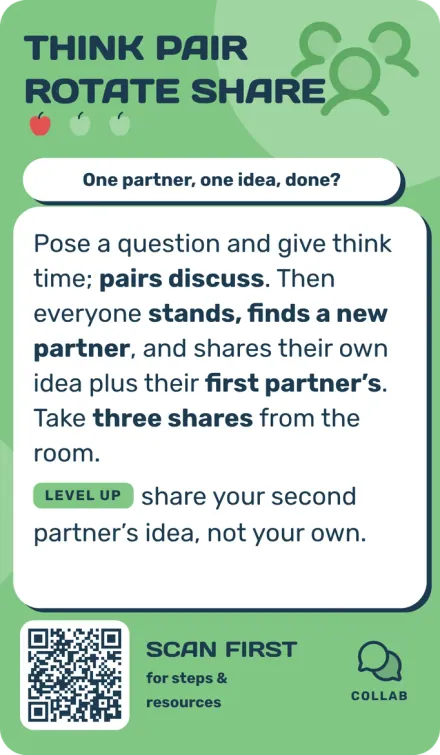 THINK PAIR
ROTATE SHARE
One partner, one idea, done?
Pose a question and give think
time; pairs discuss. Then
everyone stands, finds a new
partner, and shares their own
idea plus their first partner’s.
Take three shares from the
room.
LEVEL UP share your second
partner’s idea, not your own.
SCAN FIRST
for steps &
resources
COLLAB